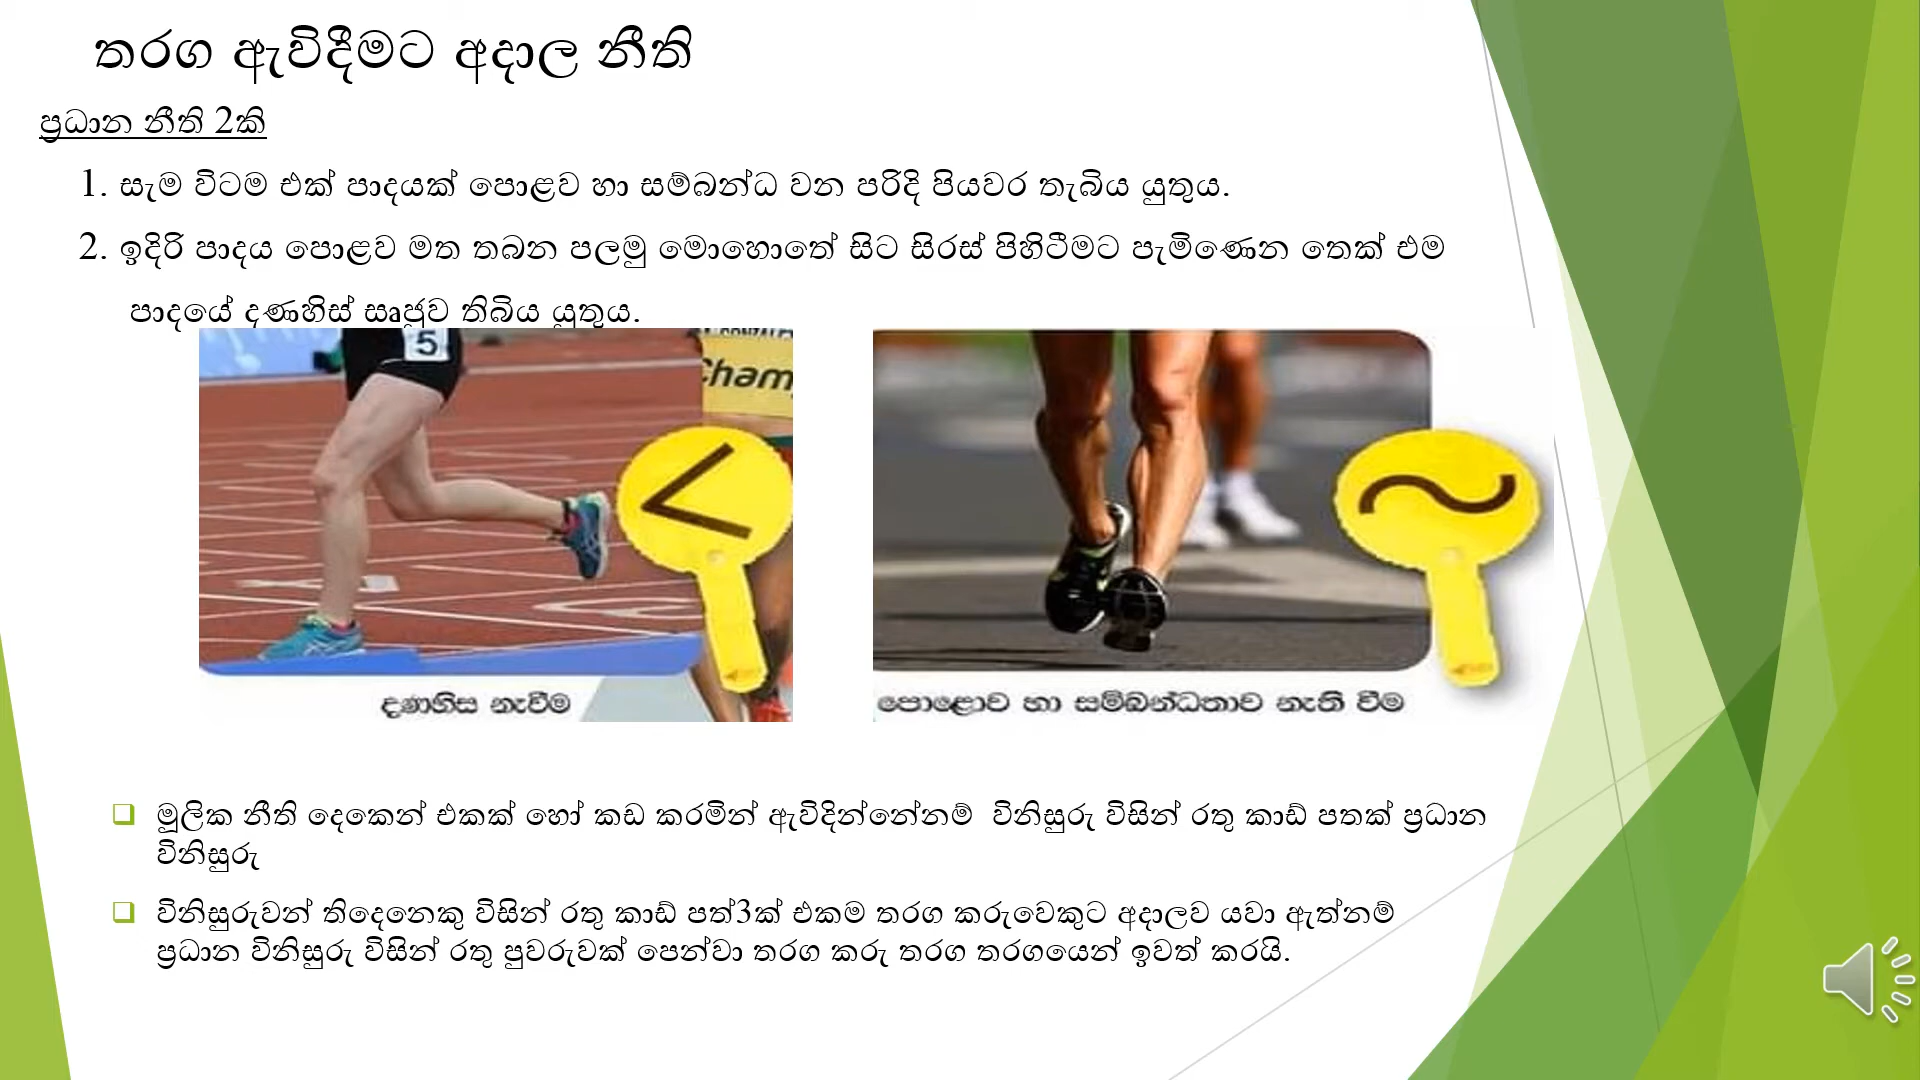 තරග ඇවිදීමට අදාල නීති
ප්‍රධාන නීති 2කි
1. සැම විටම එක් පාදයක් පොළව හා සම්බන්ධ වන පරිදි පියවර තැබිය යුතුය.
2. ඉදිරි පාදය පොළව මත තබන පලමු මොහොතේ සිට සිරස් පිහිටීමට පැමිණෙන තෙක් එම
පාදයේ දණහිස් සෘජුව තිබිය යුතුය.
5
Cham
දණහිස නැවීම
පොළොව හා සම්බන්ධතාව නැති වීම
මූලික නීති දෙකෙන් එකක් හෝ කඩ කරමින් ඇවිදින්නේනම් විනිසුරු විසින් රතු කාඩ් පතක් ප්‍රධාන
විනිසුරු
විනිසුරුවන් තිදෙනෙකු විසින් රතු කාඩ් පත්3ක් එකම තරග කරුවෙකුට අදාලව යවා ඇත්නම්
ප්‍රධාන විනිසුරු විසින් රතු පුවරුවක් පෙන්වා තරග කරු තරග තරගයෙන් ඉවත් කරයි.